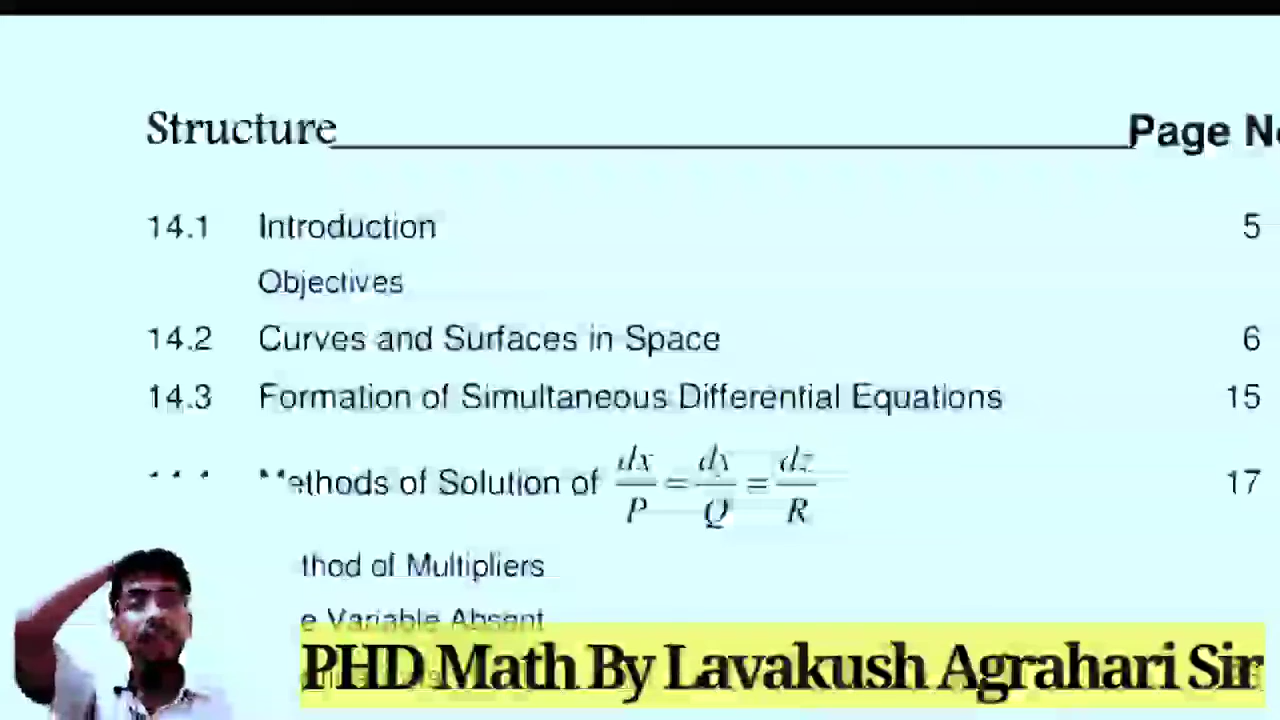 Structure Page No
14.1 Introduction 5
Objectives
14.2 Curves and Surfaces in Space 6
14.3 Formation of Simultaneous Differential Equations 15
ethods of Solution of dx/P = dy/Q = dz/R 17
thod of Multipliers
e Variable Absent
PHD Math By Lavakush Agrahari Sir